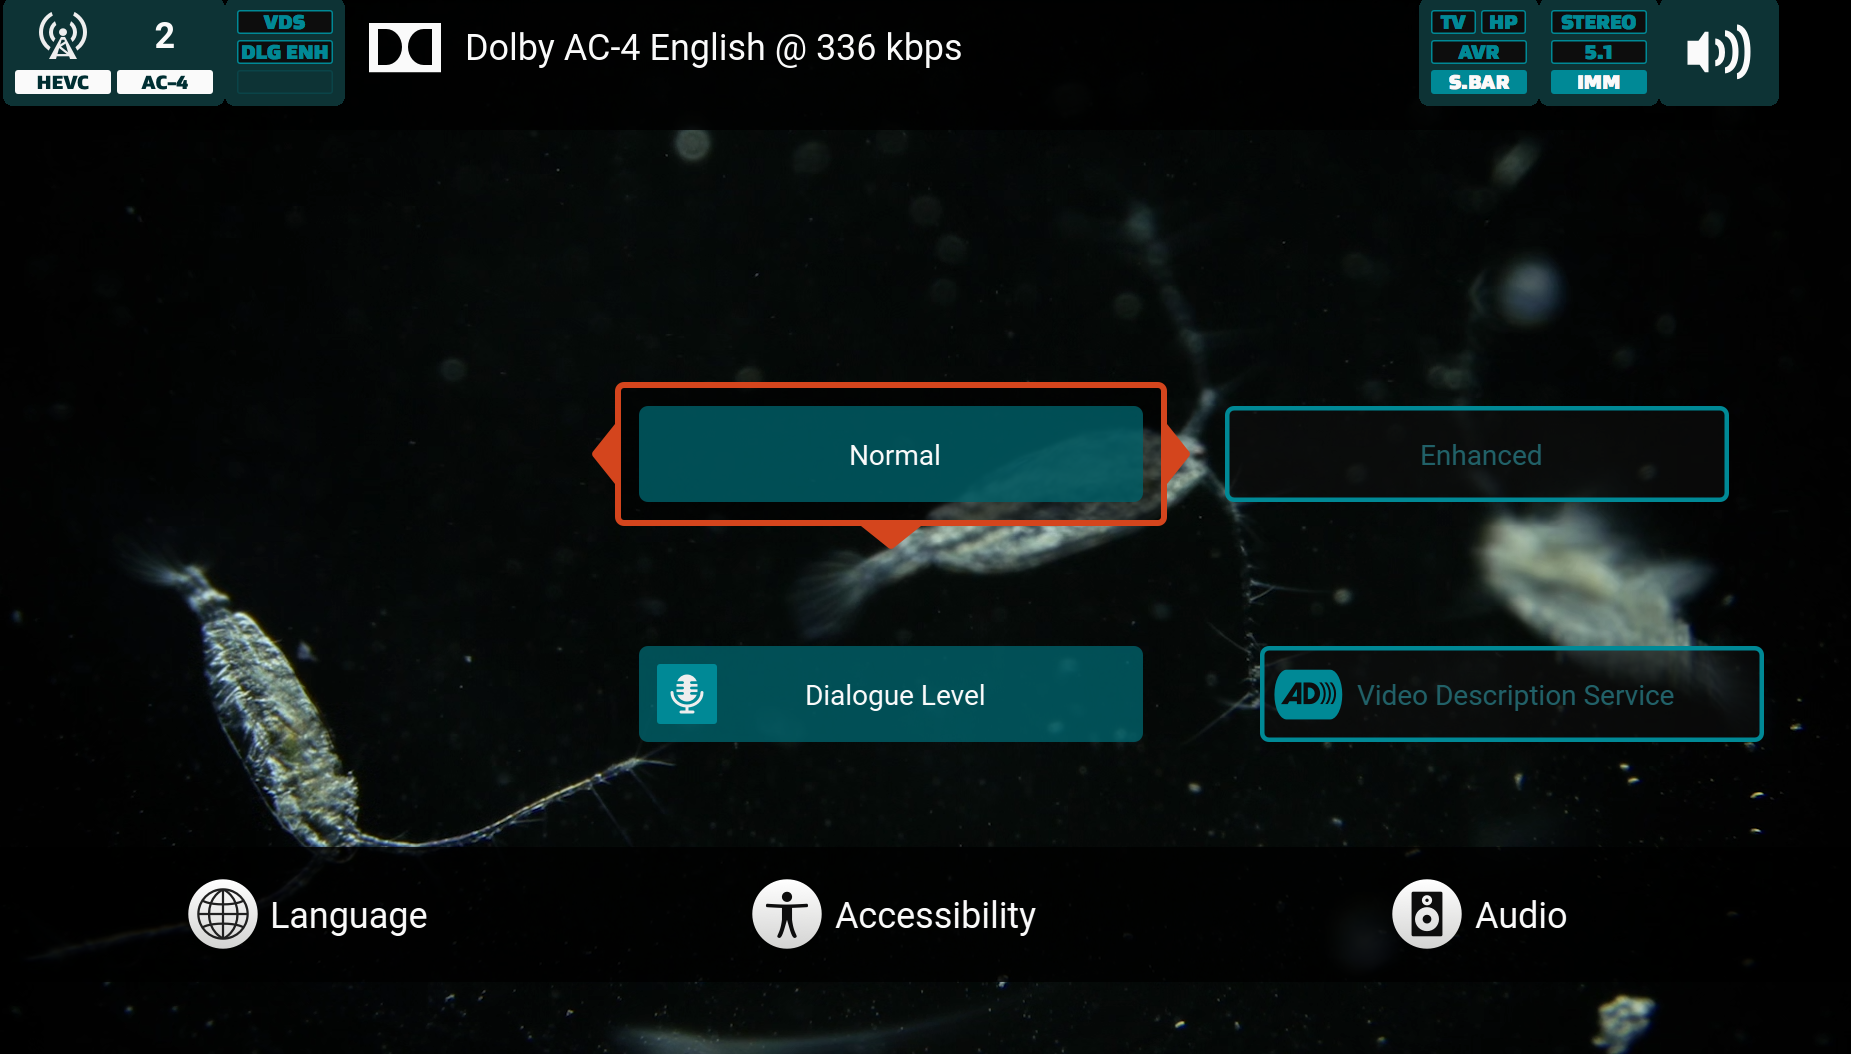 2
HEVC
AC-4
VDS
DLG ENH
Dolby AC-4 English @ 336 kbps
TV HP
AVR
S.BAR
STEREO
5.1
IMM
Normal
Enhanced
Dialogue Level
AD Video Description Service
Language
Accessibility
Audio